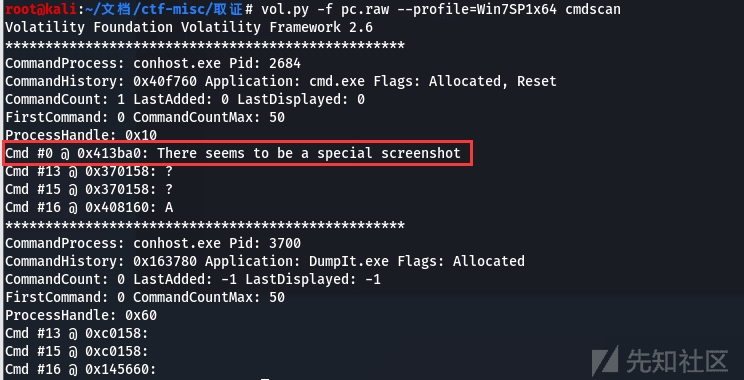 root@kali:~/文档/ctf-misc/取证# vol.py -f pc.raw --profile=Win7SP1x64 cmdscan
Volatility Foundation Volatility Framework 2.6
**************************************************
CommandProcess: conhost.exe Pid: 2684
CommandHistory: 0x40f760 Application: cmd.exe Flags: Allocated, Reset
CommandCount: 1 LastAdded: 0 LastDisplayed: 0
FirstCommand: 0 CommandCountMax: 50
ProcessHandle: 0x10
Cmd #0 @ 0x413ba0: There seems to be a special screenshot
Cmd #13 @ 0x370158: ?
Cmd #15 @ 0x370158: ?
Cmd #16 @ 0x408160: A
**************************************************
CommandProcess: conhost.exe Pid: 3700
CommandHistory: 0x163780 Application: DumpIt.exe Flags: Allocated
CommandCount: 0 LastAdded: -1 LastDisplayed: -1
FirstCommand: 0 CommandCountMax: 50
ProcessHandle: 0x60
Cmd #13 @ 0xc0158:
Cmd #15 @ 0xc0158:
Cmd #16 @ 0x145660:
先知社区